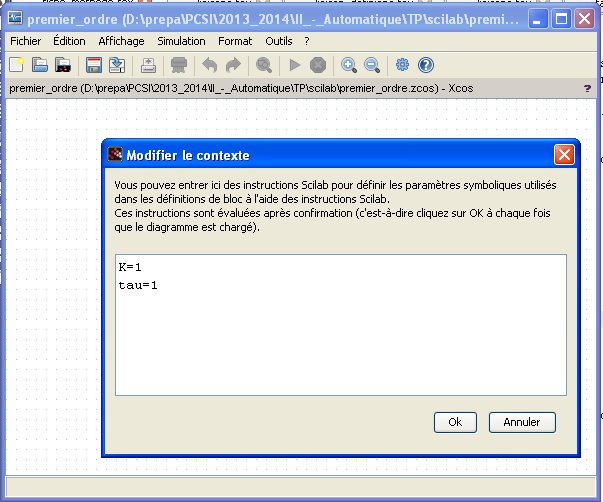 premier_ordre (D:\prepa\PCSI\2013_2014\II_-_Automatique\TP\scilab\premi...
Fichier Édition Affichage Simulation Format Outils ?
premier_ordre (D:\prepa\PCSI\2013_2014\II_-_Automatique\TP\scilab\premier_ordre.zcos) - Xcos ?
Modifier le contexte
Vous pouvez entrer ici des instructions Scilab pour définir les paramètres symboliques utilisés
dans les définitions de bloc à l'aide des instructions Scilab.
Ces instructions sont évaluées après confirmation (c'est-à-dire cliquez sur OK à chaque fois
que le diagramme est chargé).
K=1
tau=1
Ok Annuler